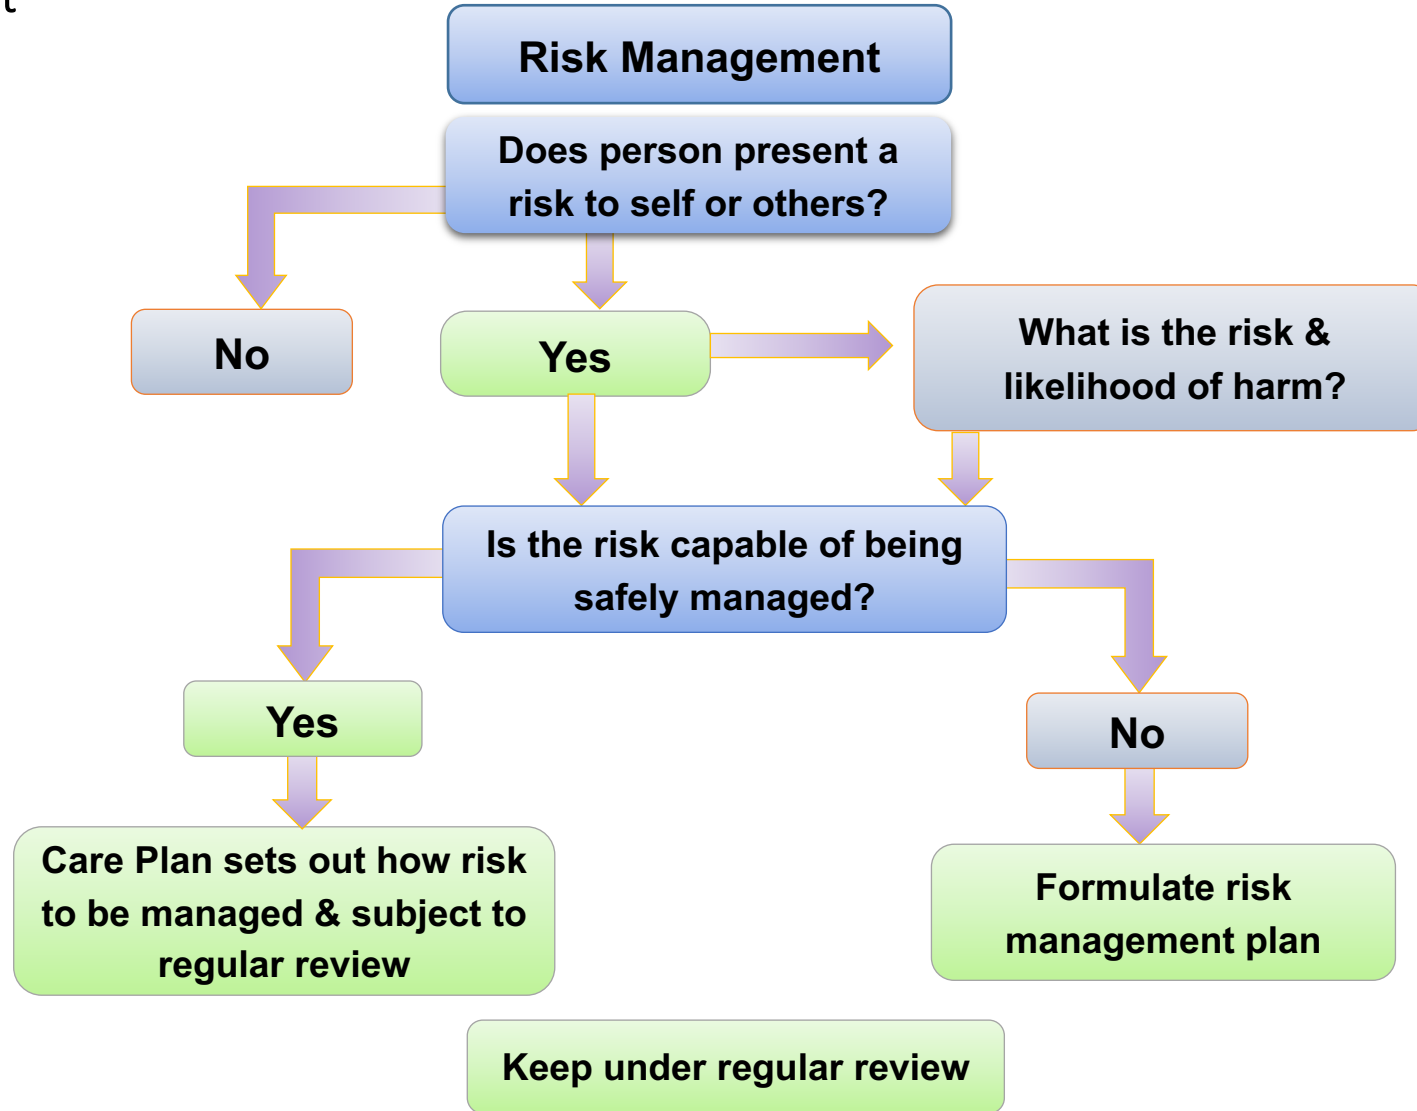 t
Risk Management
Does person present a
risk to self or others?
No
Yes
What is the risk &
likelihood of harm?
Is the risk capable of being
safely managed?
Yes
No
Care Plan sets out how risk
to be managed & subject to
regular review
Formulate risk
management plan
Keep under regular review